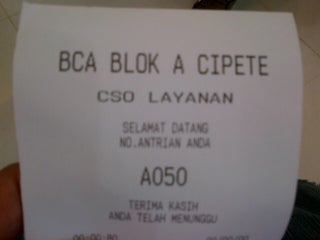 BCA BLOK A CIPETE
CSO LAYANAN
SELAMAT DATANG
NO.ANTRIAN ANDA
A050
TERIMA KASIH
ANDA TELAH MENUNGGU